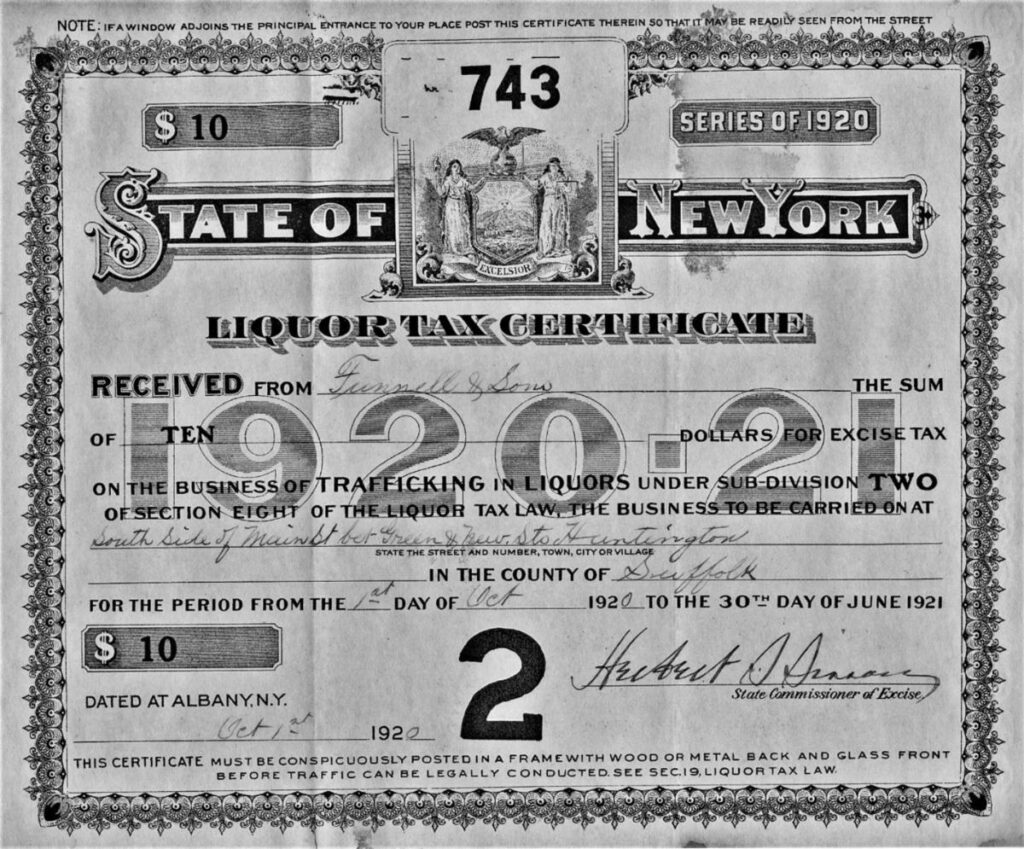 NOTE: IF A WINDOW ADJOINS THE PRINCIPAL ENTRANCE TO YOUR PLACE POST THIS CERTIFICATE THEREIN SO THAT IT MAY BE READILY SEEN FROM THE STREET
743
$ 10
SERIES OF 1920
STATE OF NEW YORK
EXCELSIOR
LIQUOR TAX CERTIFICATE
RECEIVED FROM Funnell & Sons THE SUM
1920-21
OF TEN DOLLARS FOR EXCISE TAX
ON THE BUSINESS OF TRAFFICKING IN LIQUORS UNDER SUB-DIVISION TWO
OF SECTION EIGHT OF THE LIQUOR TAX LAW, THE BUSINESS TO BE CARRIED ON AT
South Side of Main St bet Green & New Sts Huntington
STATE THE STREET AND NUMBER, TOWN, CITY OR VILLAGE
IN THE COUNTY OF Suffolk
FOR THE PERIOD FROM THE 1st DAY OF Oct 1920 TO THE 30TH DAY OF JUNE 1921
$ 10
2
Herbert S
State Commissioner of Excise
DATED AT ALBANY, N.Y.
Oct 1st 1920
THIS CERTIFICATE MUST BE CONSPICUOUSLY POSTED IN A FRAME WITH WOOD OR METAL BACK AND GLASS FRONT
BEFORE TRAFFIC CAN BE LEGALLY CONDUCTED. SEE SEC. 19, LIQUOR TAX LAW.